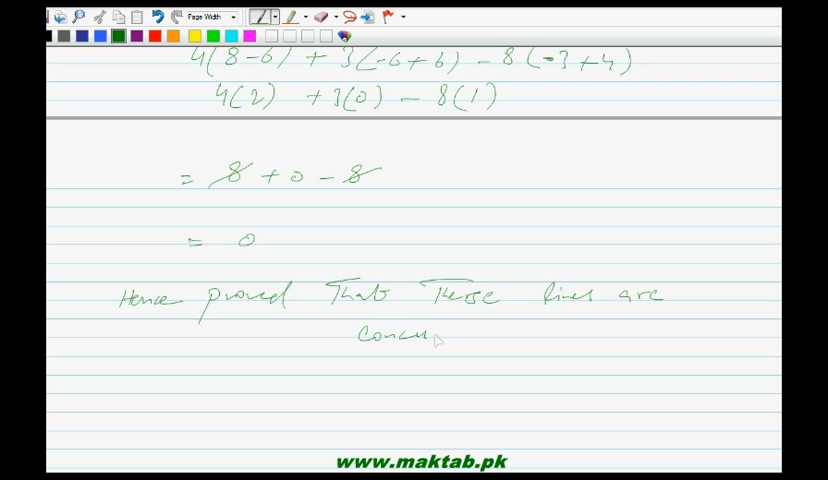 Page Width
4(8-6) + 3(-6+6) - 8(-3+4)
4(2) + 3(0) - 8(1)
= 8 + 0 - 8
= 0
Hence proved That These lines are
Concu
www.maktab.pk